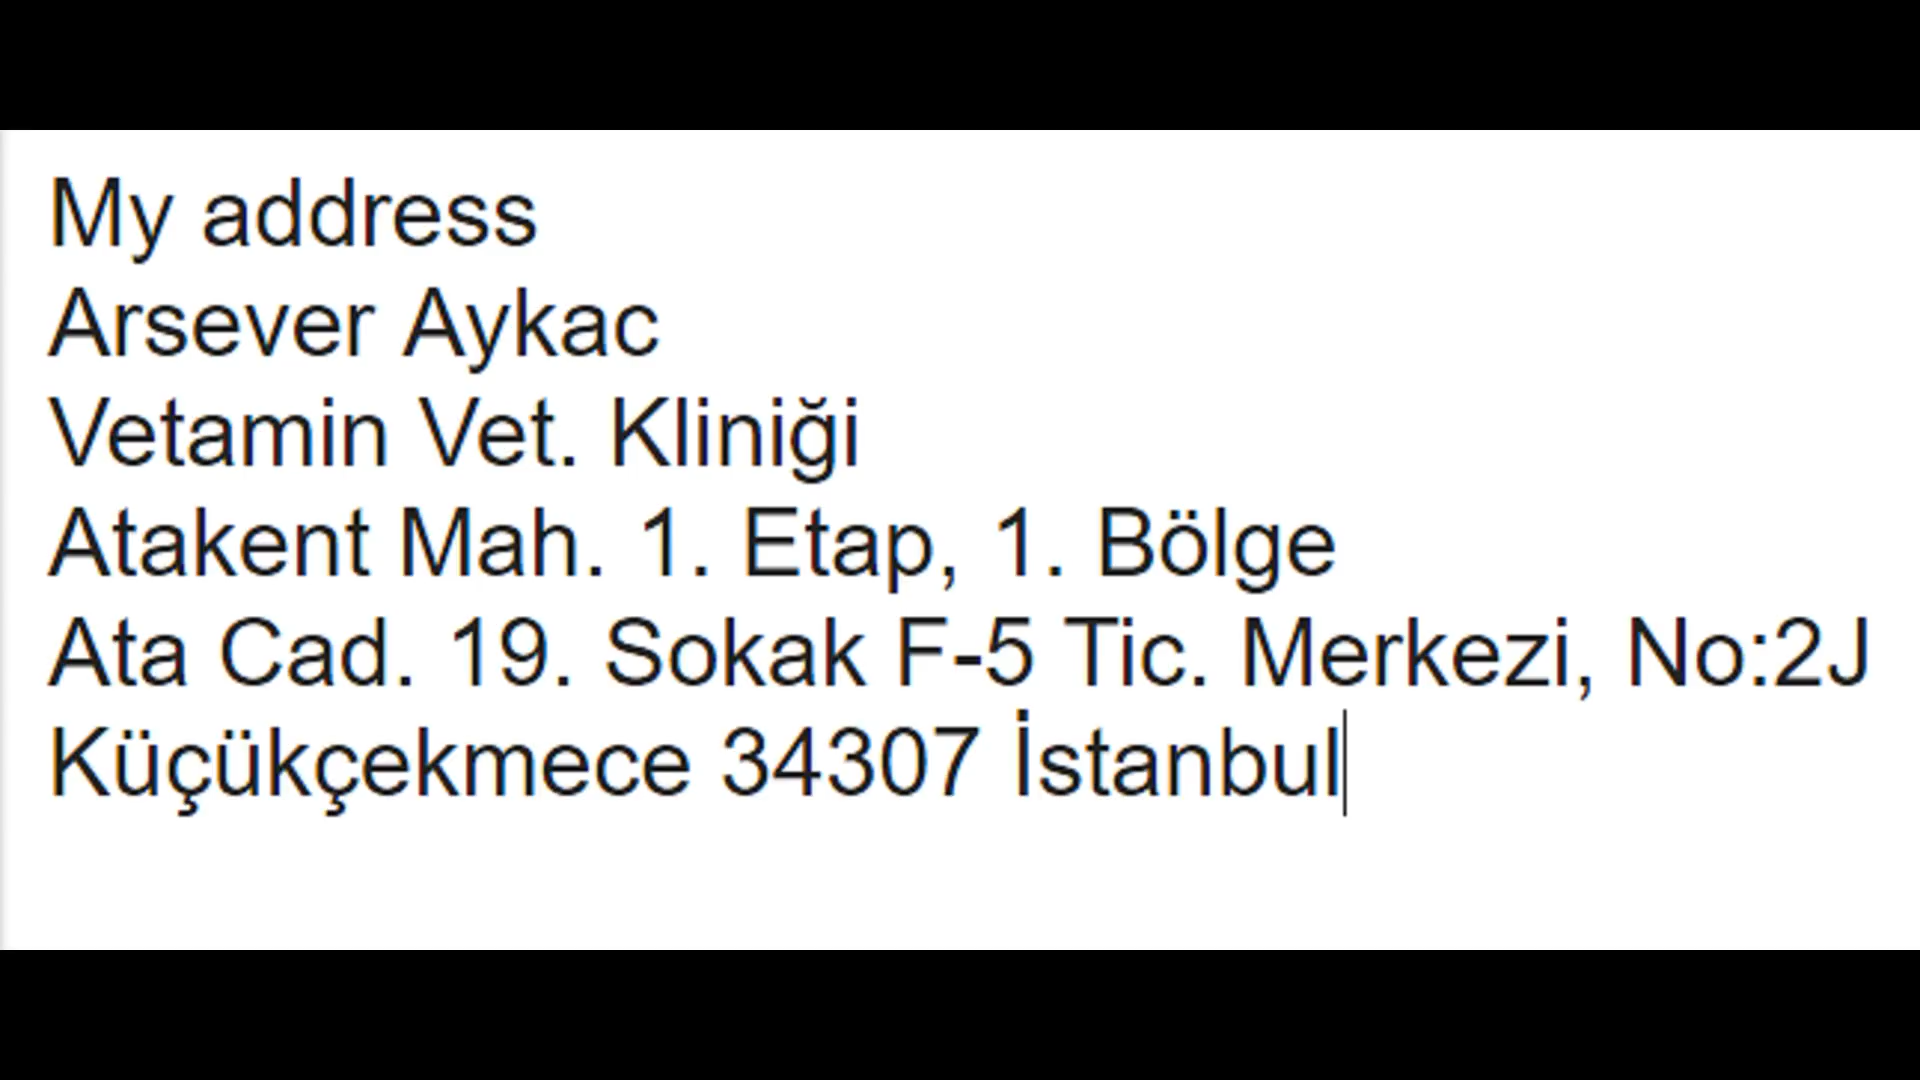 My address
Arsever Aykac
Vetamin Vet. Kliniği
Atakent Mah. 1. Etap, 1. Bölge
Ata Cad. 19. Sokak F-5 Tic. Merkezi, No:2J
Küçükçekmece 34307 İstanbul